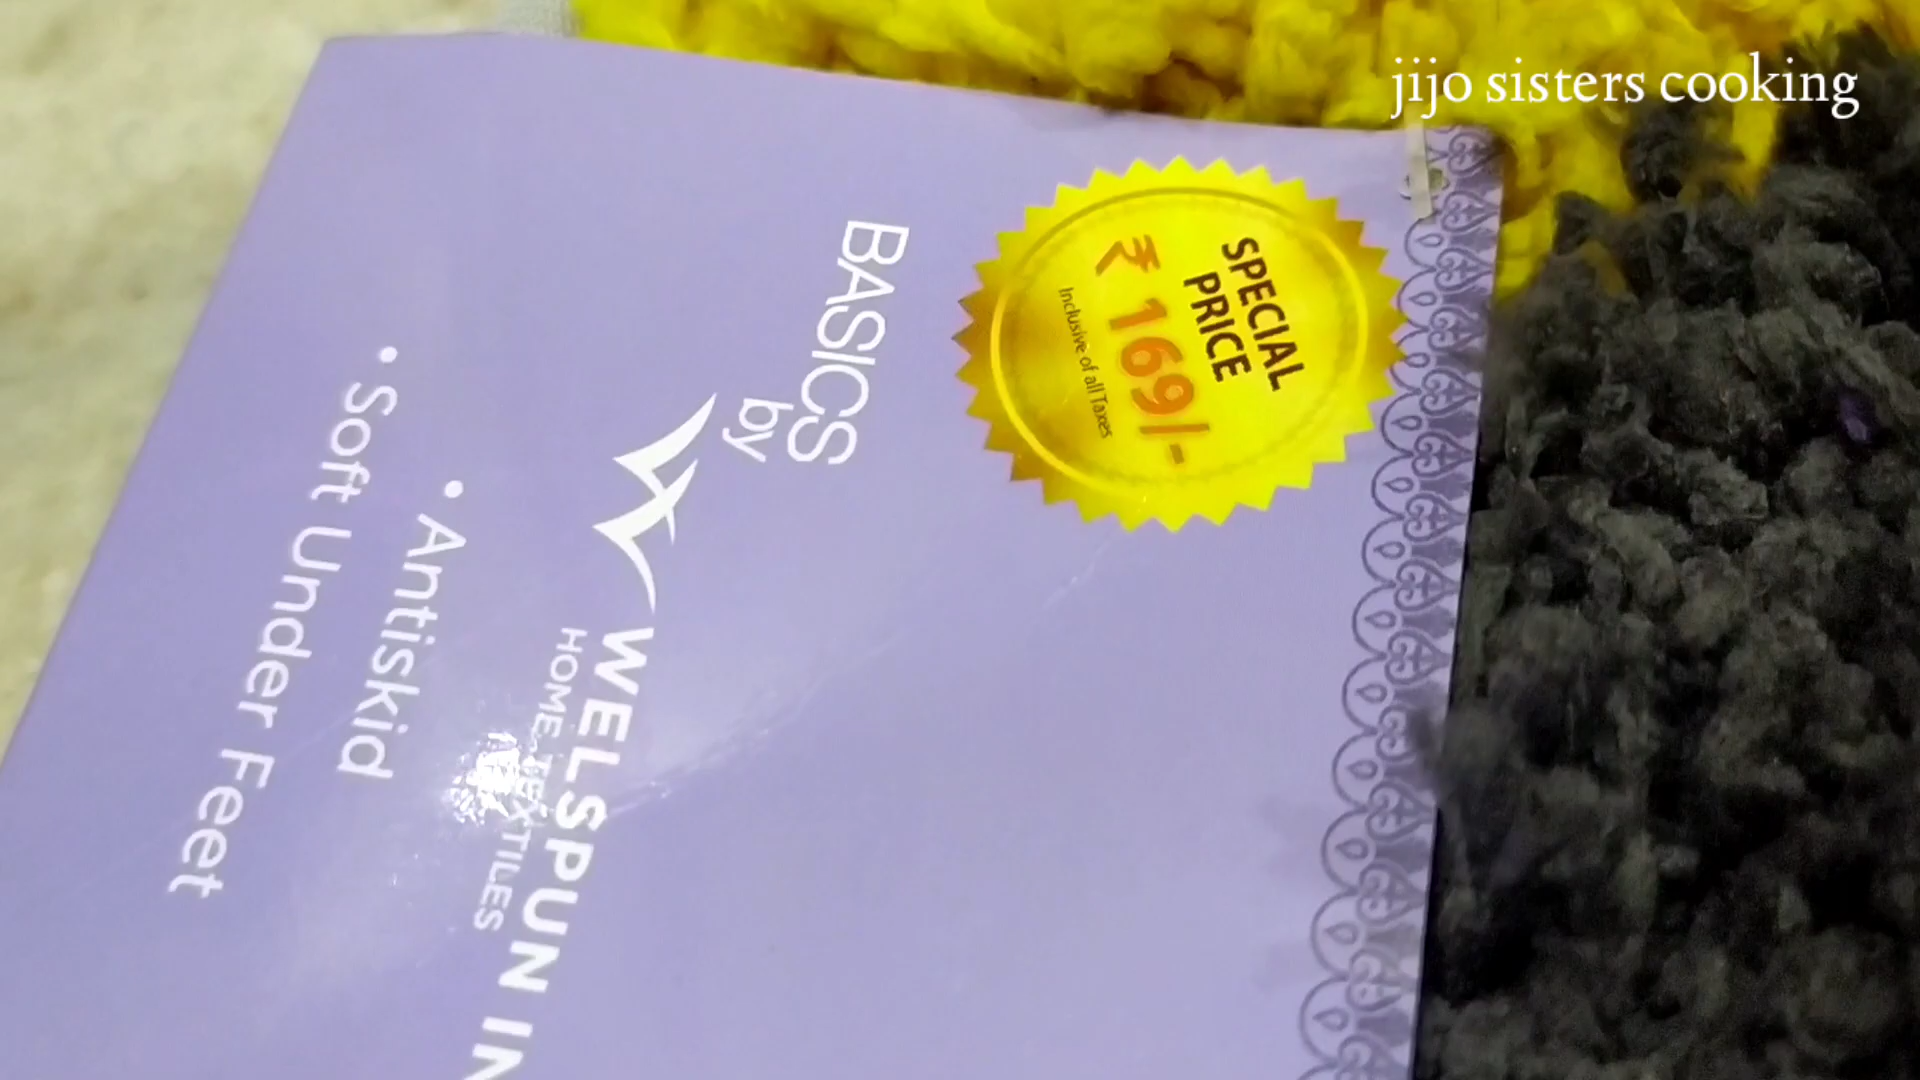 jijo sisters cooking
SPECIAL
PRICE
₹ 169/-
Inclusive of all Taxes
BASICS
by
WELSPUN IN
HOME TEXTILES
• Antiskid
• Soft Under Feet